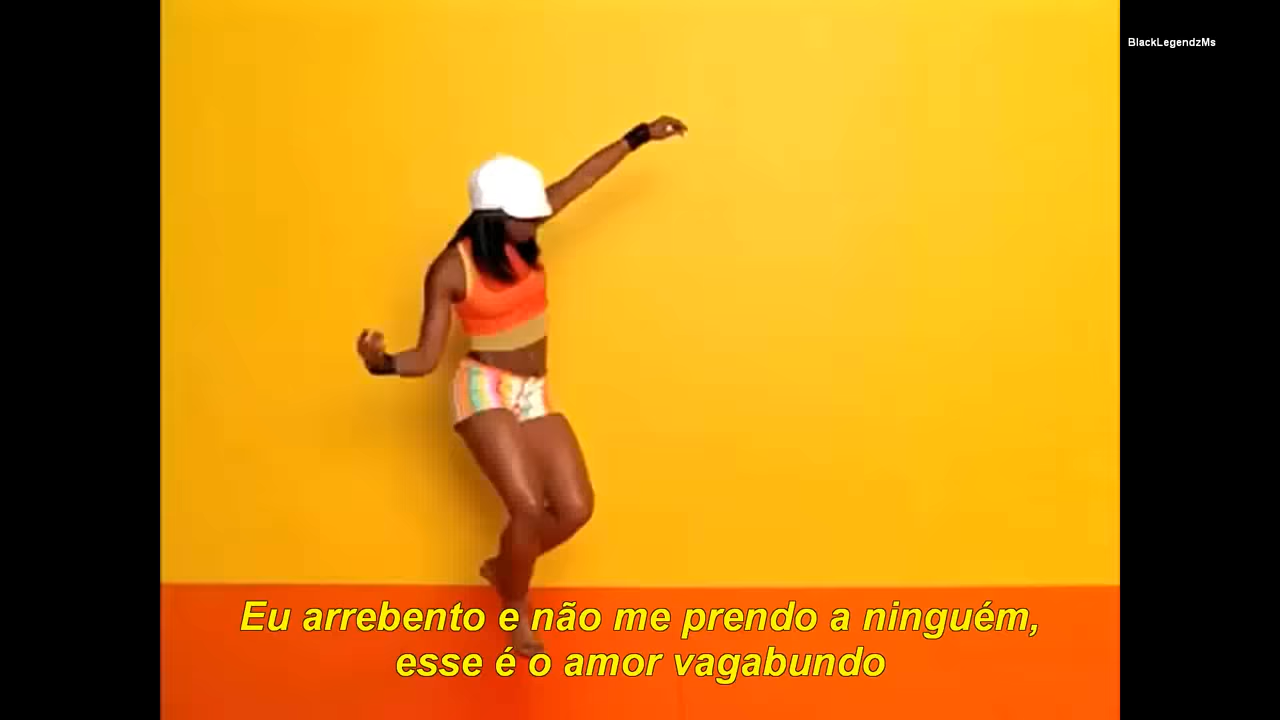 BlackLegendzMs
Eu arrebento e não me prendo a ninguém,
esse é o amor vagabundo